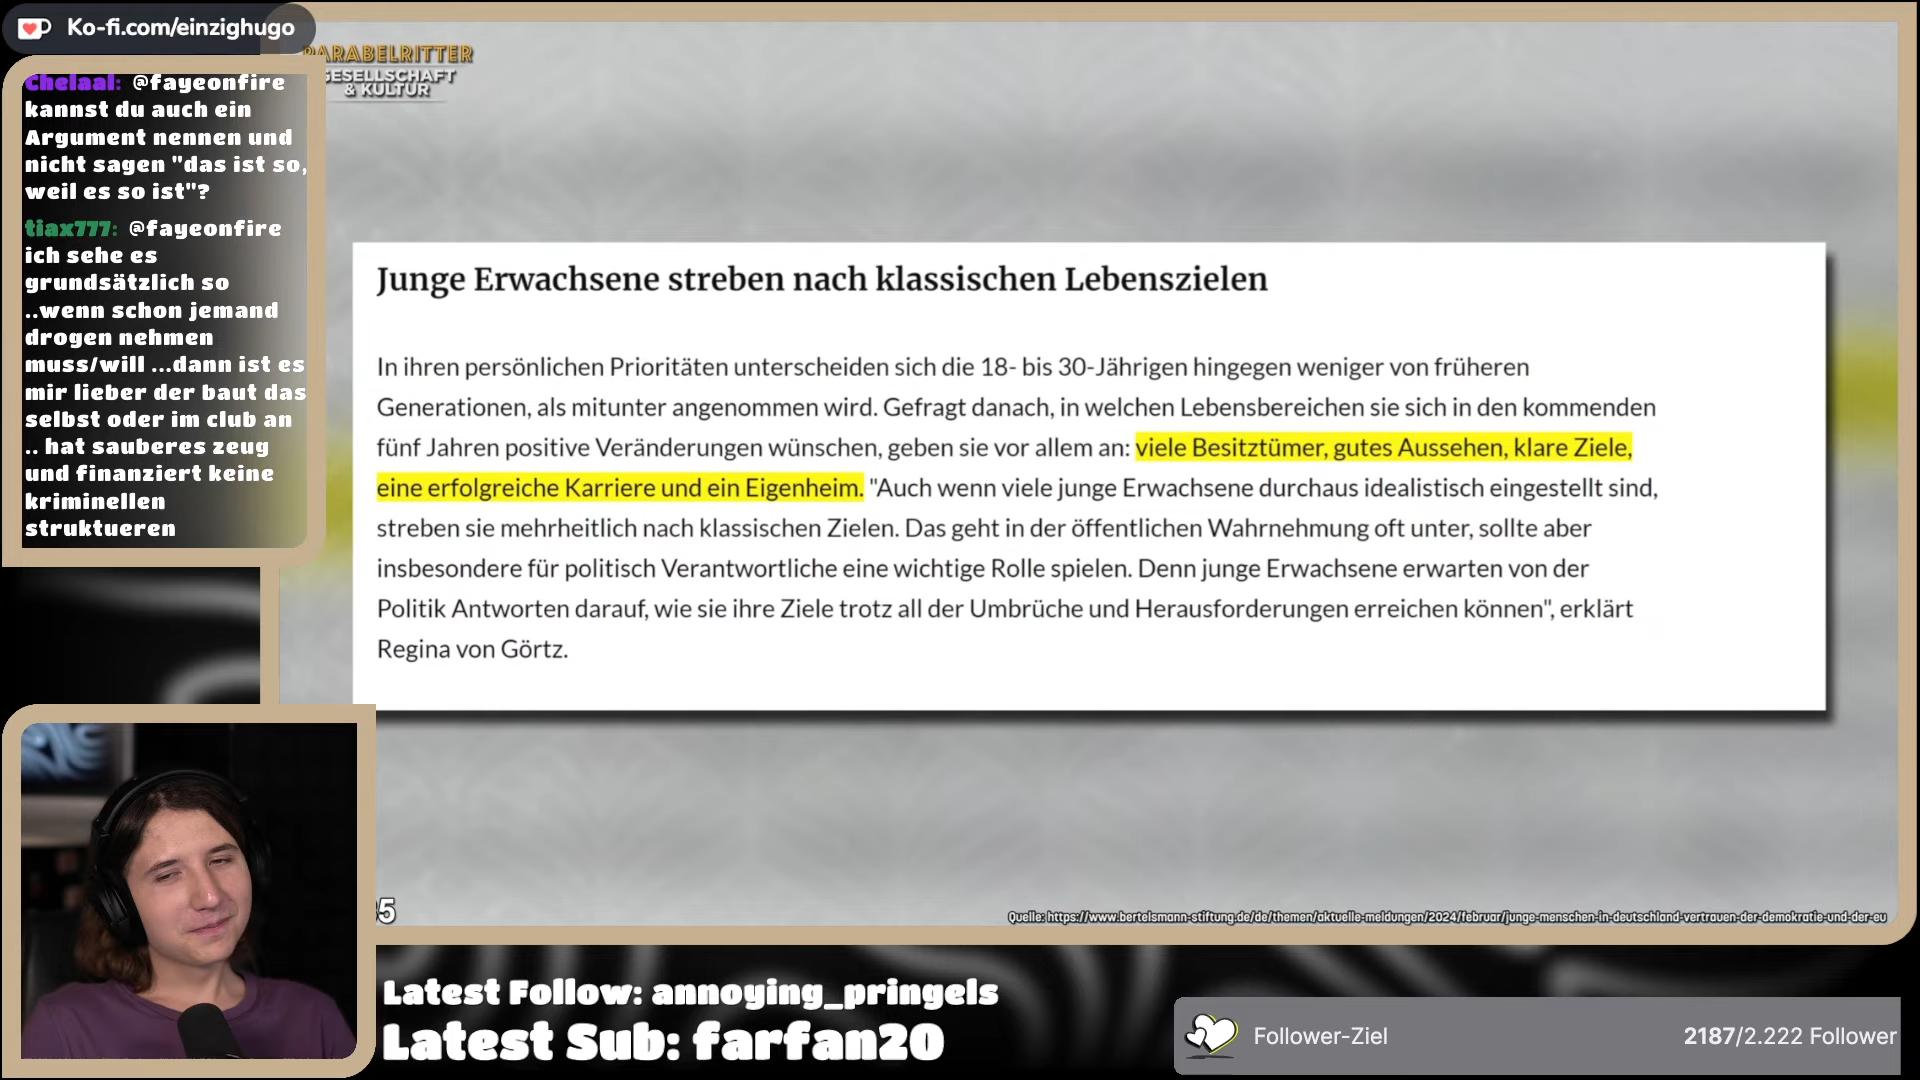 Ko-fi.com/einzighugo
PARABELRITTER
GESELLSCHAFT
& KULTUR
Chelaal: @fayeonfire
kannst du auch ein
Argument nennen und
nicht sagen "das ist so,
weil es so ist"?
tiax777: @fayeonfire
ich sehe es
grundsätzlich so
..wenn schon jemand
drogen nehmen
muss/will ...dann ist es
mir lieber der baut das
selbst oder im club an
.. hat sauberes zeug
und finanziert keine
kriminellen
struktueren
Junge Erwachsene streben nach klassischen Lebenszielen
In ihren persönlichen Prioritäten unterscheiden sich die 18- bis 30-Jährigen hingegen weniger von früheren
Generationen, als mitunter angenommen wird. Gefragt danach, in welchen Lebensbereichen sie sich in den kommenden
fünf Jahren positive Veränderungen wünschen, geben sie vor allem an: viele Besitztümer, gutes Aussehen, klare Ziele,
eine erfolgreiche Karriere und ein Eigenheim. "Auch wenn viele junge Erwachsene durchaus idealistisch eingestellt sind,
streben sie mehrheitlich nach klassischen Zielen. Das geht in der öffentlichen Wahrnehmung oft unter, sollte aber
insbesondere für politisch Verantwortliche eine wichtige Rolle spielen. Denn junge Erwachsene erwarten von der
Politik Antworten darauf, wie sie ihre Ziele trotz all der Umbrüche und Herausforderungen erreichen können", erklärt
Regina von Görtz.
Quelle: https://www.bertelsmann-stiftung.de/de/themen/aktuelle-meldungen/2024/februar/junge-menschen-in-deutschland-vertrauen-der-demokratie-und-der-eu
Latest Follow: annoying_pringels
Latest Sub: farfan20
Follower-Ziel
2187/2.222 Follower